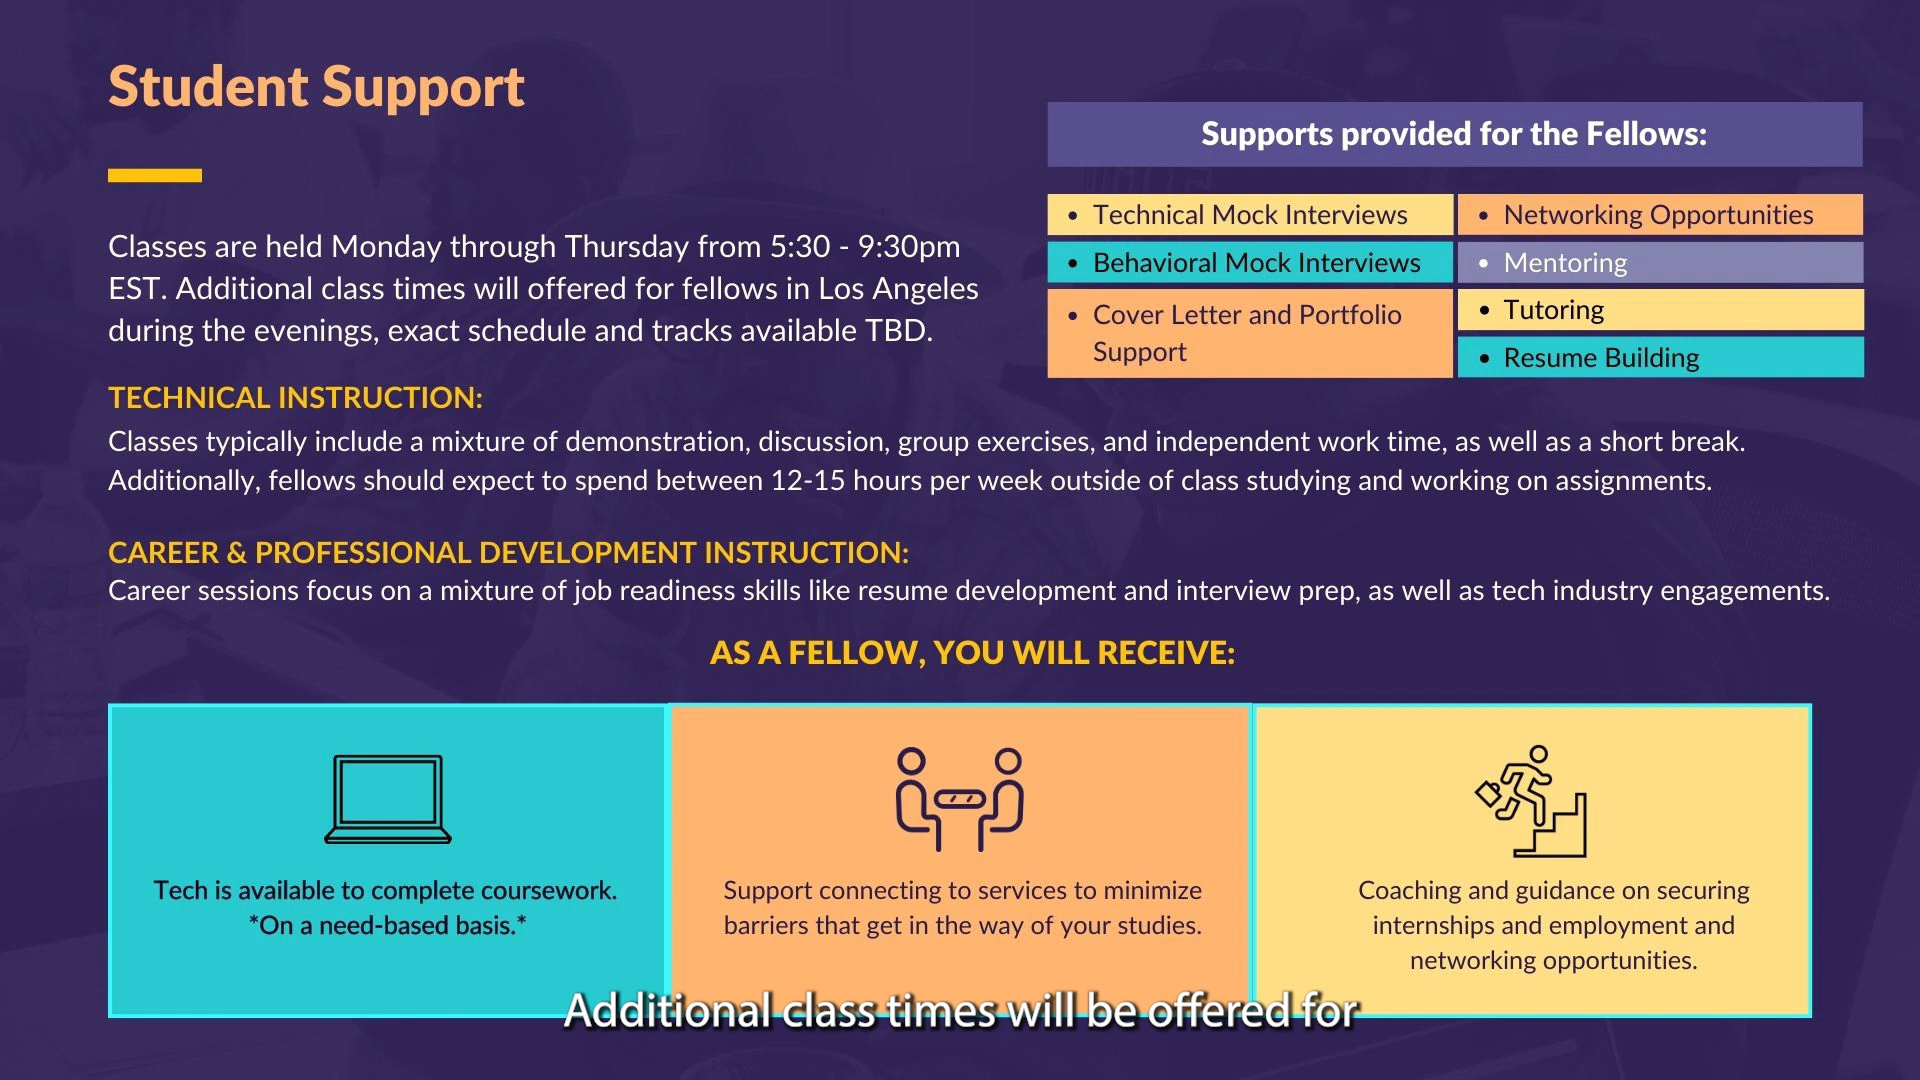 Student Support
Classes are held Monday through Thursday from 5:30 - 9:30pm
EST. Additional class times will offered for fellows in Los Angeles
during the evenings, exact schedule and tracks available TBD.
Supports provided for the Fellows:
• Technical Mock Interviews
• Behavioral Mock Interviews
• Cover Letter and Portfolio
Support
• Networking Opportunities
• Mentoring
• Tutoring
• Resume Building
TECHNICAL INSTRUCTION:
Classes typically include a mixture of demonstration, discussion, group exercises, and independent work time, as well as a short break.
Additionally, fellows should expect to spend between 12-15 hours per week outside of class studying and working on assignments.
CAREER & PROFESSIONAL DEVELOPMENT INSTRUCTION:
Career sessions focus on a mixture of job readiness skills like resume development and interview prep, as well as tech industry engagements.
AS A FELLOW, YOU WILL RECEIVE:
Tech is available to complete coursework.
*On a need-based basis.*
Support connecting to services to minimize
barriers that get in the way of your studies.
Coaching and guidance on securing
internships and employment and
networking opportunities.
Additional class times will be offered for